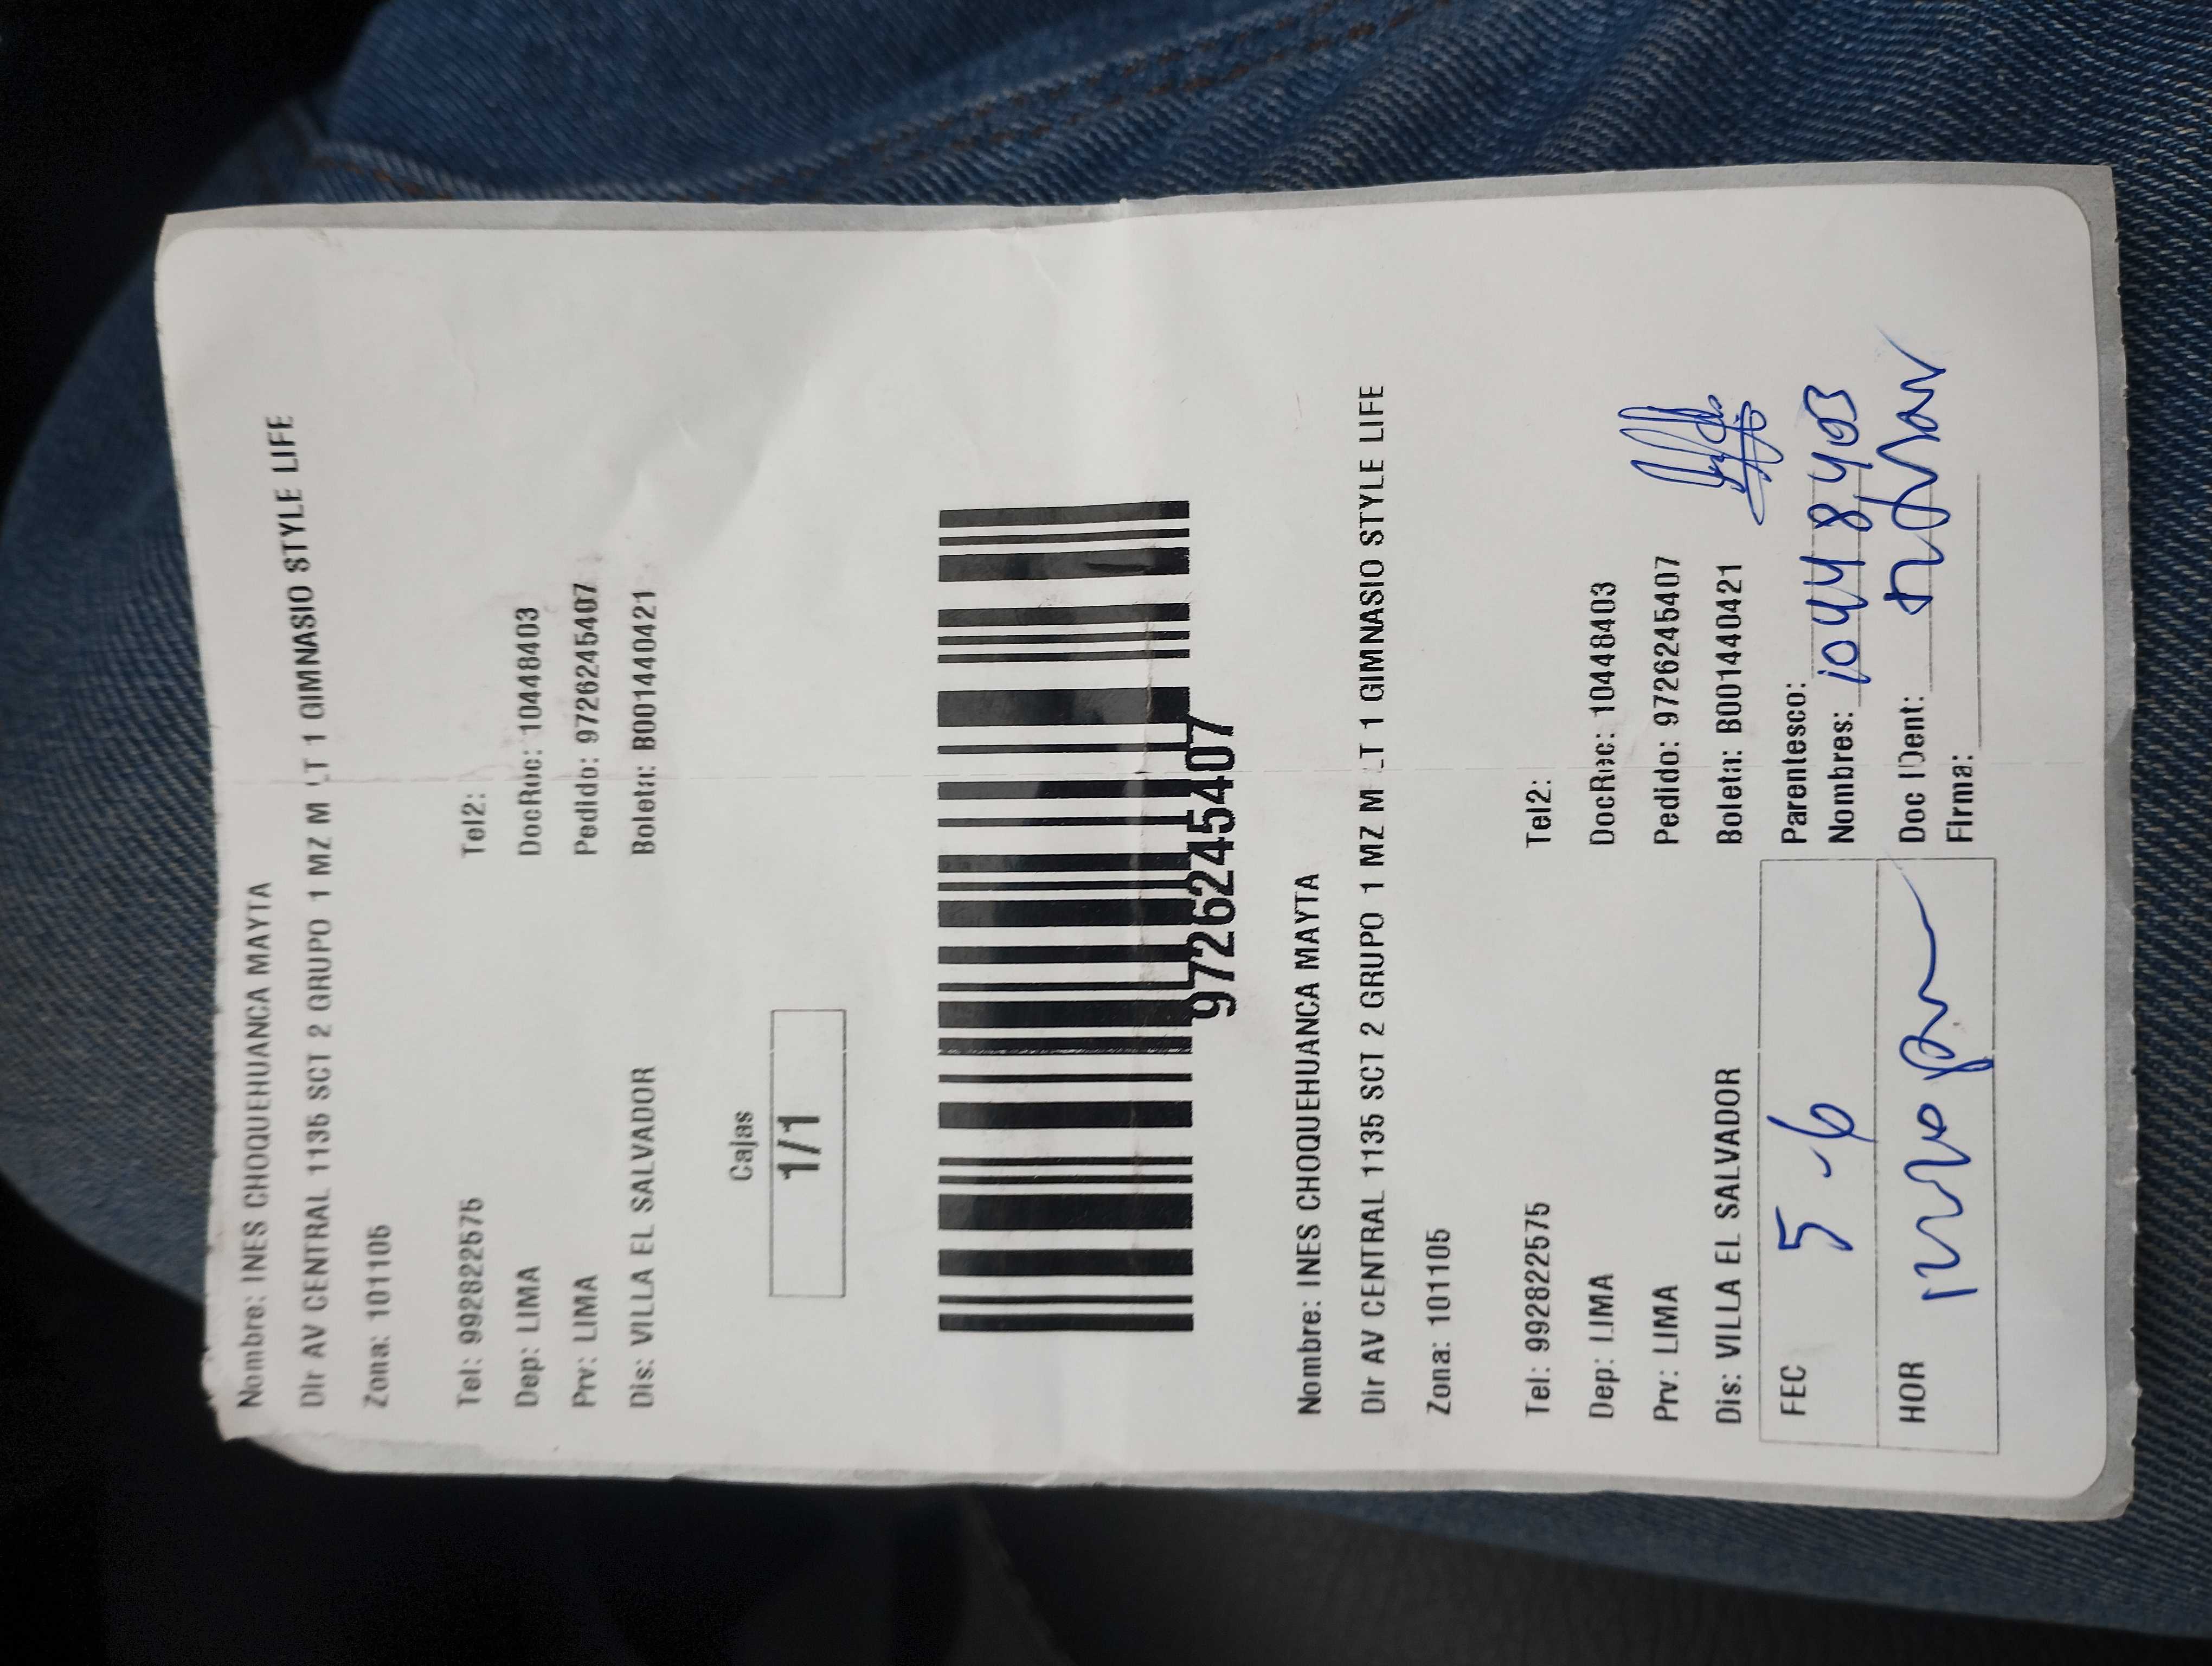 Nombre: INES CHOQUEHUANCA MAYTA
Dir AV CENTRAL 1135 SCT 2 GRUPO 1 MZ M LT 1 GIMNASIO STYLE LIFE
Zona: 101105
Tel: 992822575 Tel2:
Dep: LIMA DocRuc: 10448403
Prv: LIMA Pedido: 9726245407
Dis: VILLA EL SALVADOR Boleta: B001440421
Cajas
1/1
9726245407
Nombre: INES CHOQUEHUANCA MAYTA
Dir AV CENTRAL 1135 SCT 2 GRUPO 1 MZ M LT 1 GIMNASIO STYLE LIFE
Zona: 101105
Tel: 992822575 Tel2:
Dep: LIMA DocRuc: 10448403
Prv: LIMA Pedido: 9726245407
Dis: VILLA EL SALVADOR Boleta: B001440421
FEC 5-6 Parentesco:
Nombres: 10448403
HOR Doc IDent:
Firma: